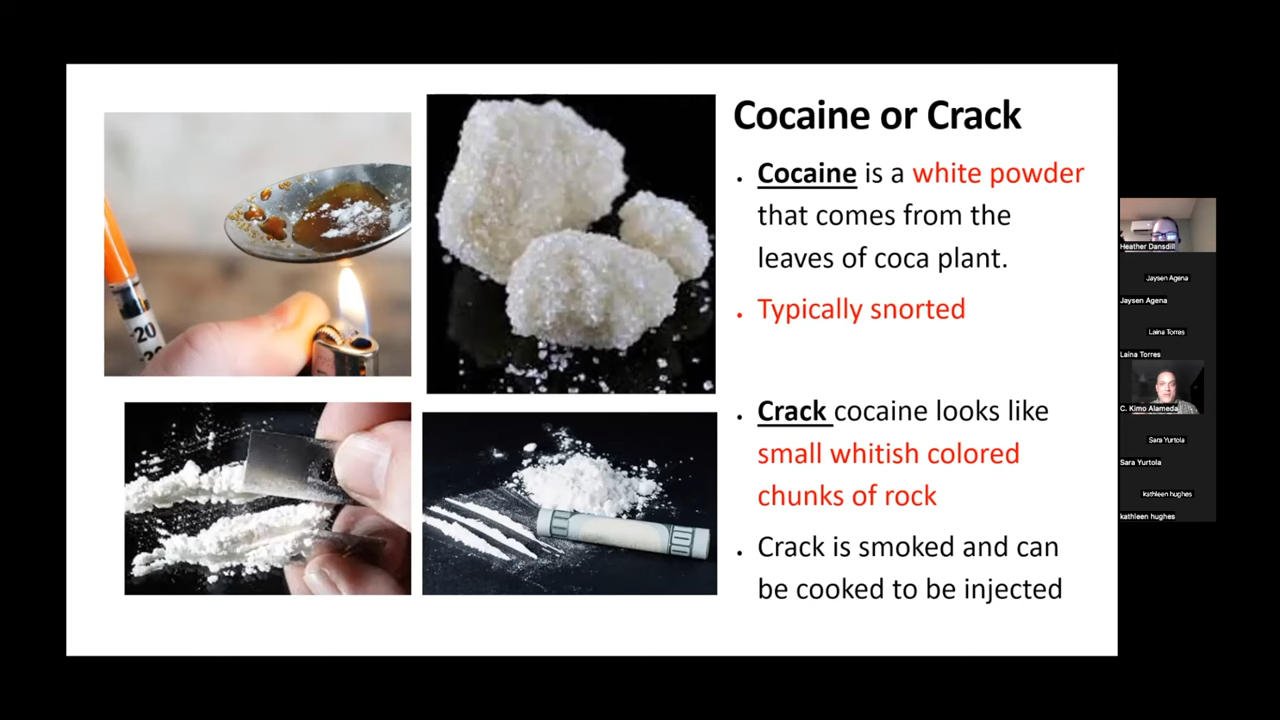 Cocaine or Crack
• Cocaine is a white powder
that comes from the
leaves of coca plant.
• Typically snorted
• Crack cocaine looks like
small whitish colored
chunks of rock
• Crack is smoked and can
be cooked to be injected
-20
Heather Dansdill
Jaysen Agena
Jaysen Agena
Laina Torres
Laina Torres
C. Kimo Alameda
Sara Yurtola
Sara Yurtola
kathleen hughes
kathleen hughes